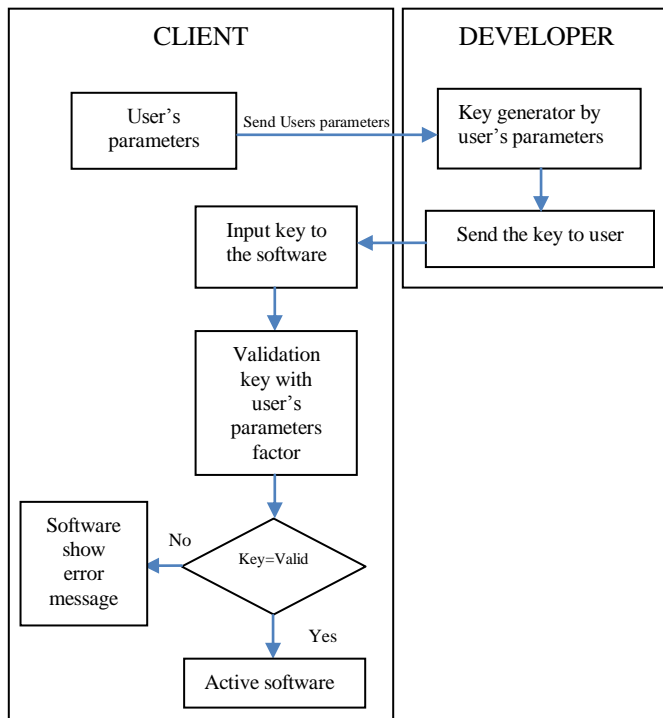 CLIENT
DEVELOPER
User's
parameters
Send Users parameters
Key generator by
user's parameters
Send the key to user
Input key to
the software
Validation
key with
user's
parameters
factor
Key=Valid
No
Software
show
error
message
Yes
Active software